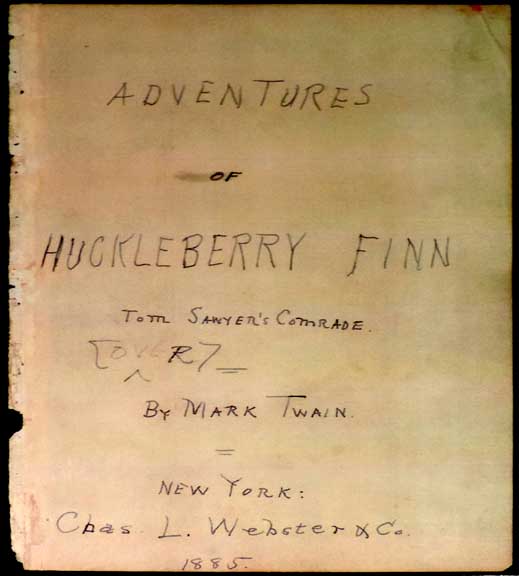 ADVENTURES
OF
HUCKLEBERRY FINN
TOM SAWYER'S COMRADE.
[OVER]
BY MARK TWAIN.
NEW YORK:
Chas. L. Webster & Co.
1885.